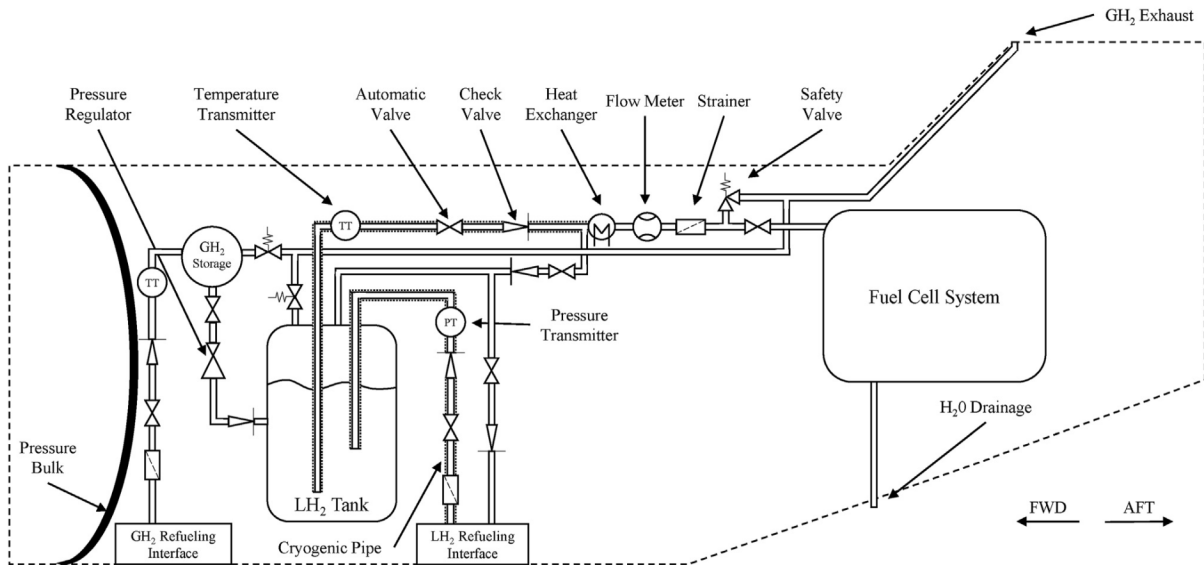 GH₂ Exhaust
Pressure
Regulator
Temperature
Transmitter
Automatic
Valve
Check
Valve
Heat
Exchanger
Flow Meter
Strainer
Safety
Valve
TT
GH₂
Storage
TT
Fuel Cell System
PT
Pressure
Transmitter
H₂0 Drainage
Pressure
Bulk
LH₂ Tank
FWD
AFT
GH₂ Refueling
Interface
Cryogenic Pipe
LH₂ Refueling
Interface